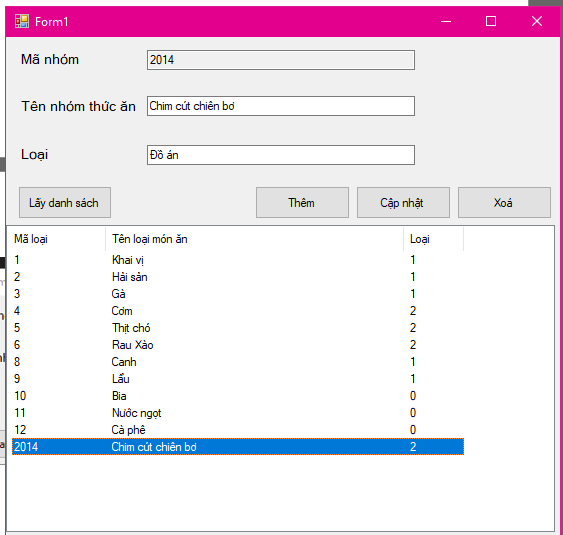 Form1
Mã nhóm 2014
Tên nhóm thức ăn Chim cút chiên bơ
Loại Đồ án
Lấy danh sách Thêm Cập nhật Xoá
Mã loại Tên loại món ăn Loại
1 Khai vị 1
2 Hải sản 1
3 Gà 1
4 Cơm 2
5 Thịt chó 2
6 Rau Xào 2
8 Canh 1
9 Lẩu 1
10 Bia 0
11 Nước ngọt 0
12 Cà phê 0
2014 Chim cút chiên bơ 2